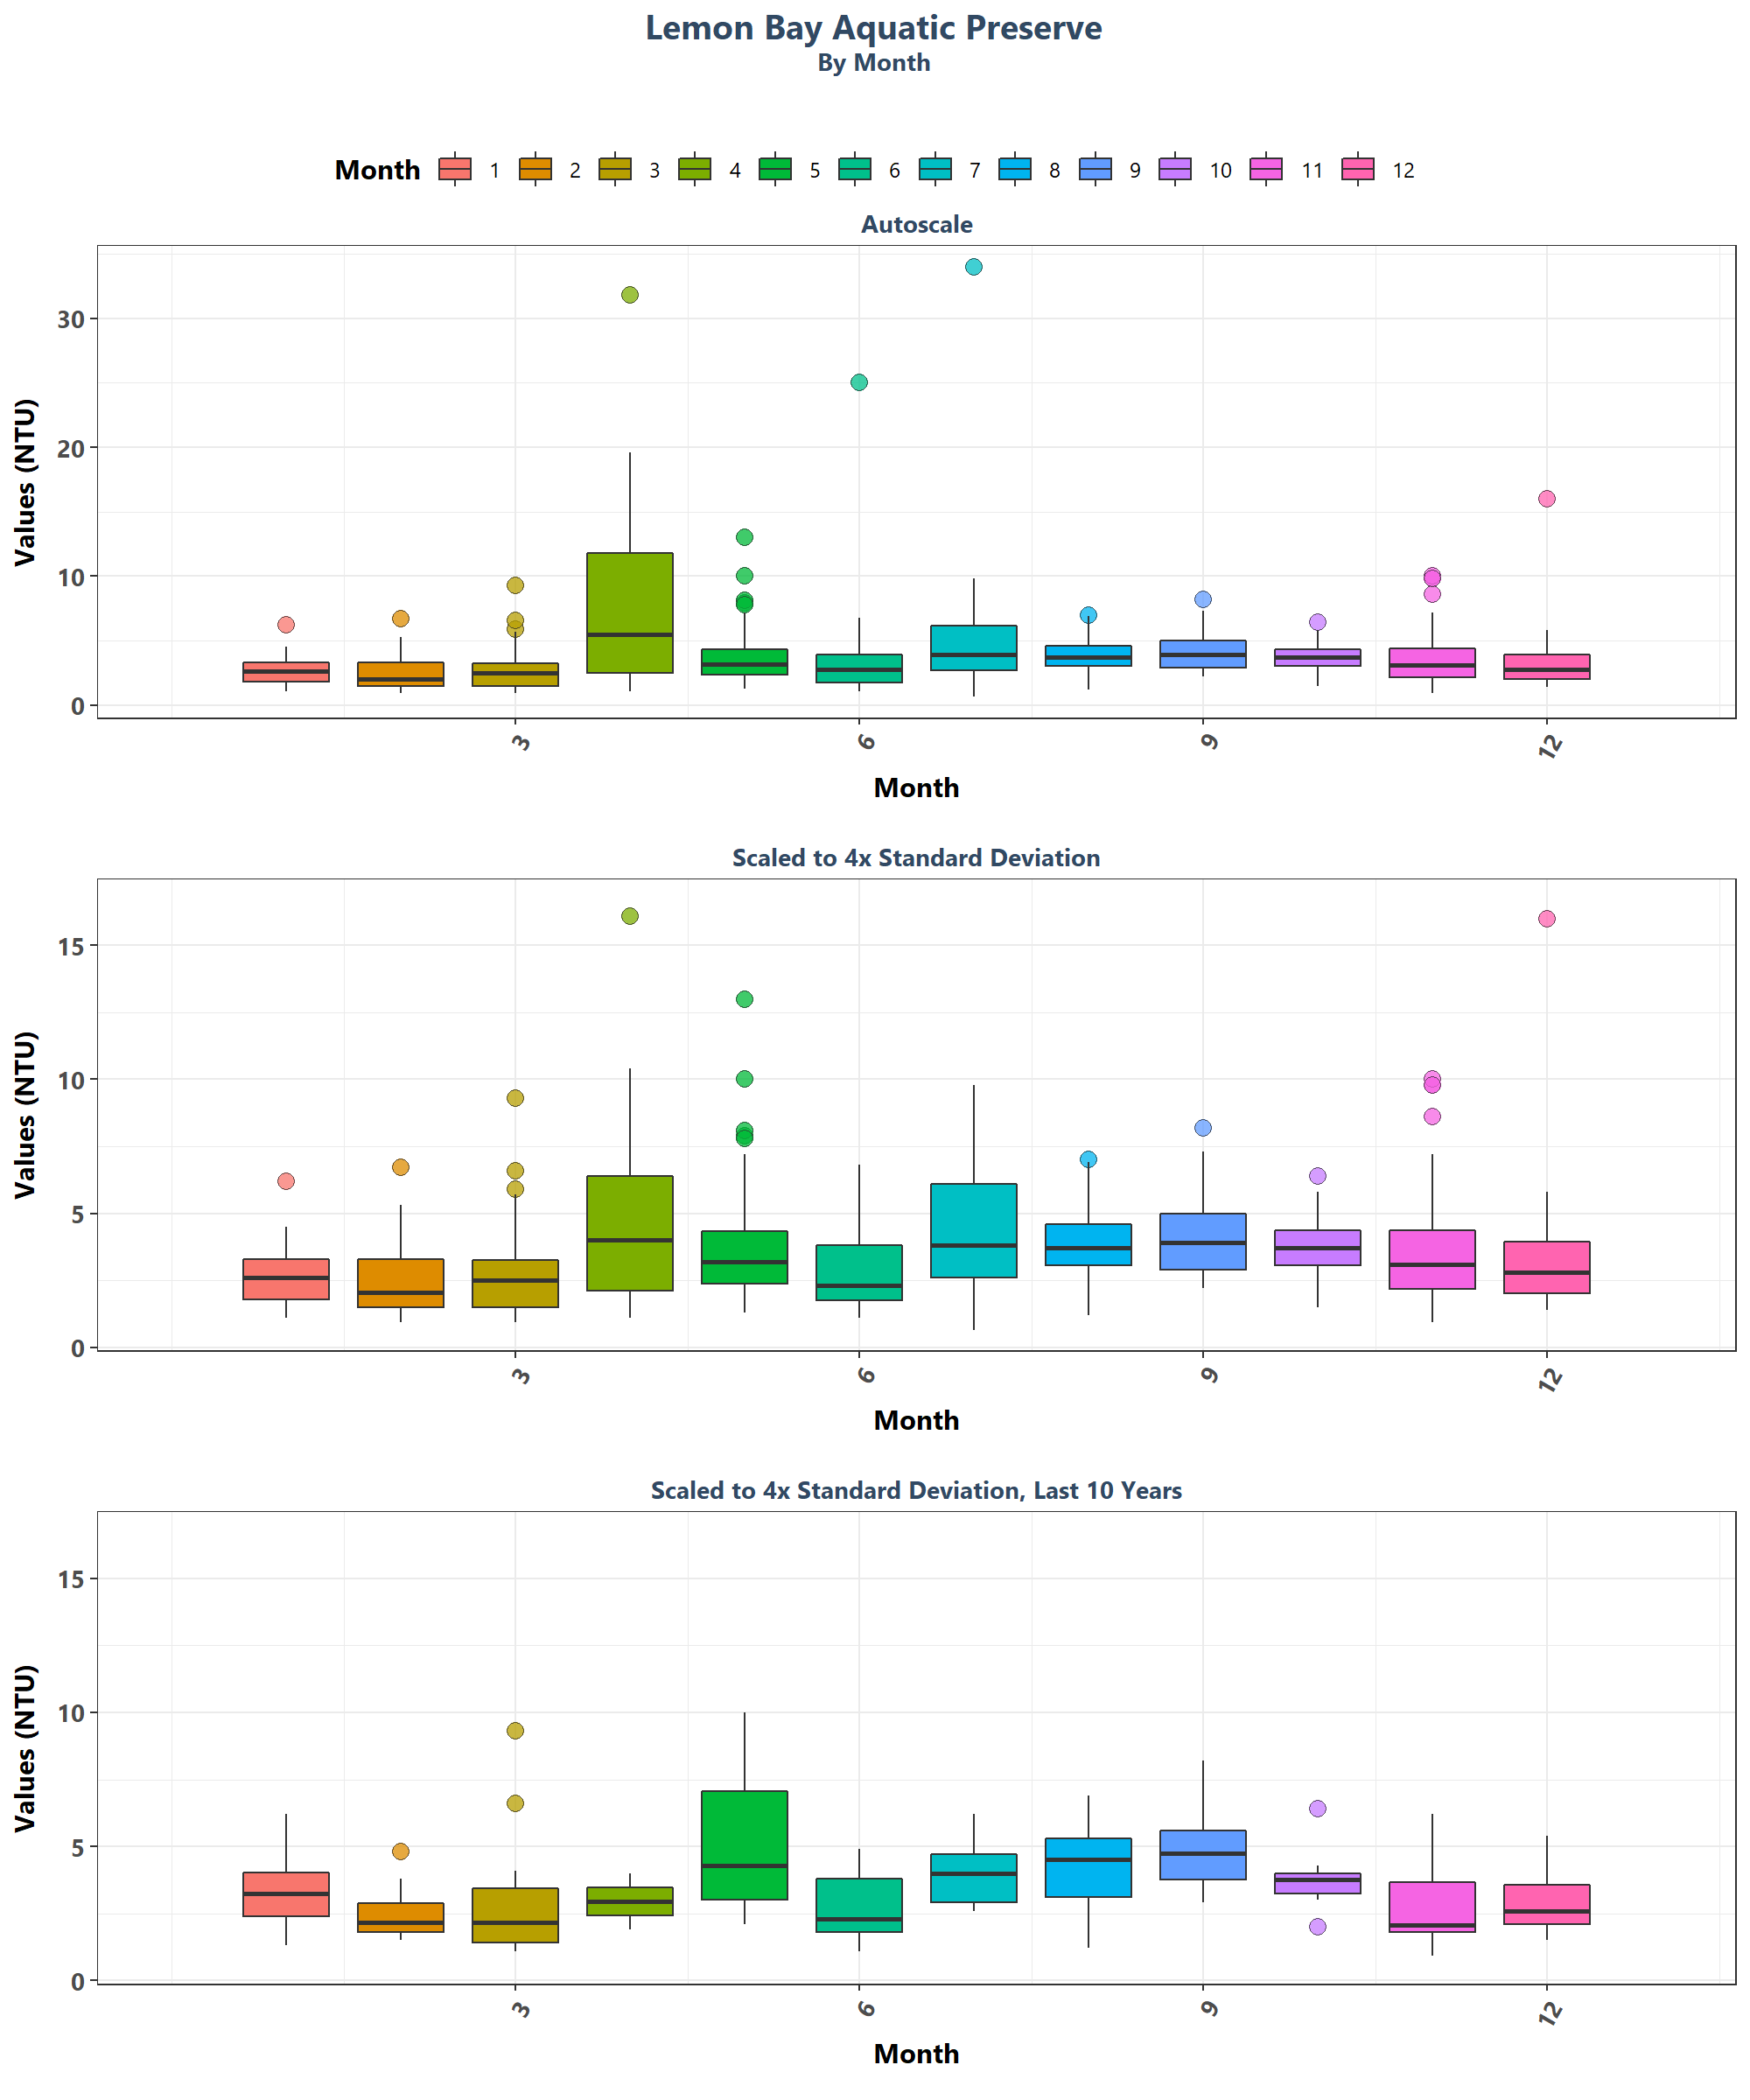 Lemon Bay Aquatic Preserve
By Month
Month 1 2 3 4 5 6 7 8 9 10 11 12
Autoscale
Values (NTU)
30
20
10
0
3 6 9 12
Month
Scaled to 4x Standard Deviation
Values (NTU)
15
10
5
0
3 6 9 12
Month
Scaled to 4x Standard Deviation, Last 10 Years
Values (NTU)
15
10
5
0
3 6 9 12
Month